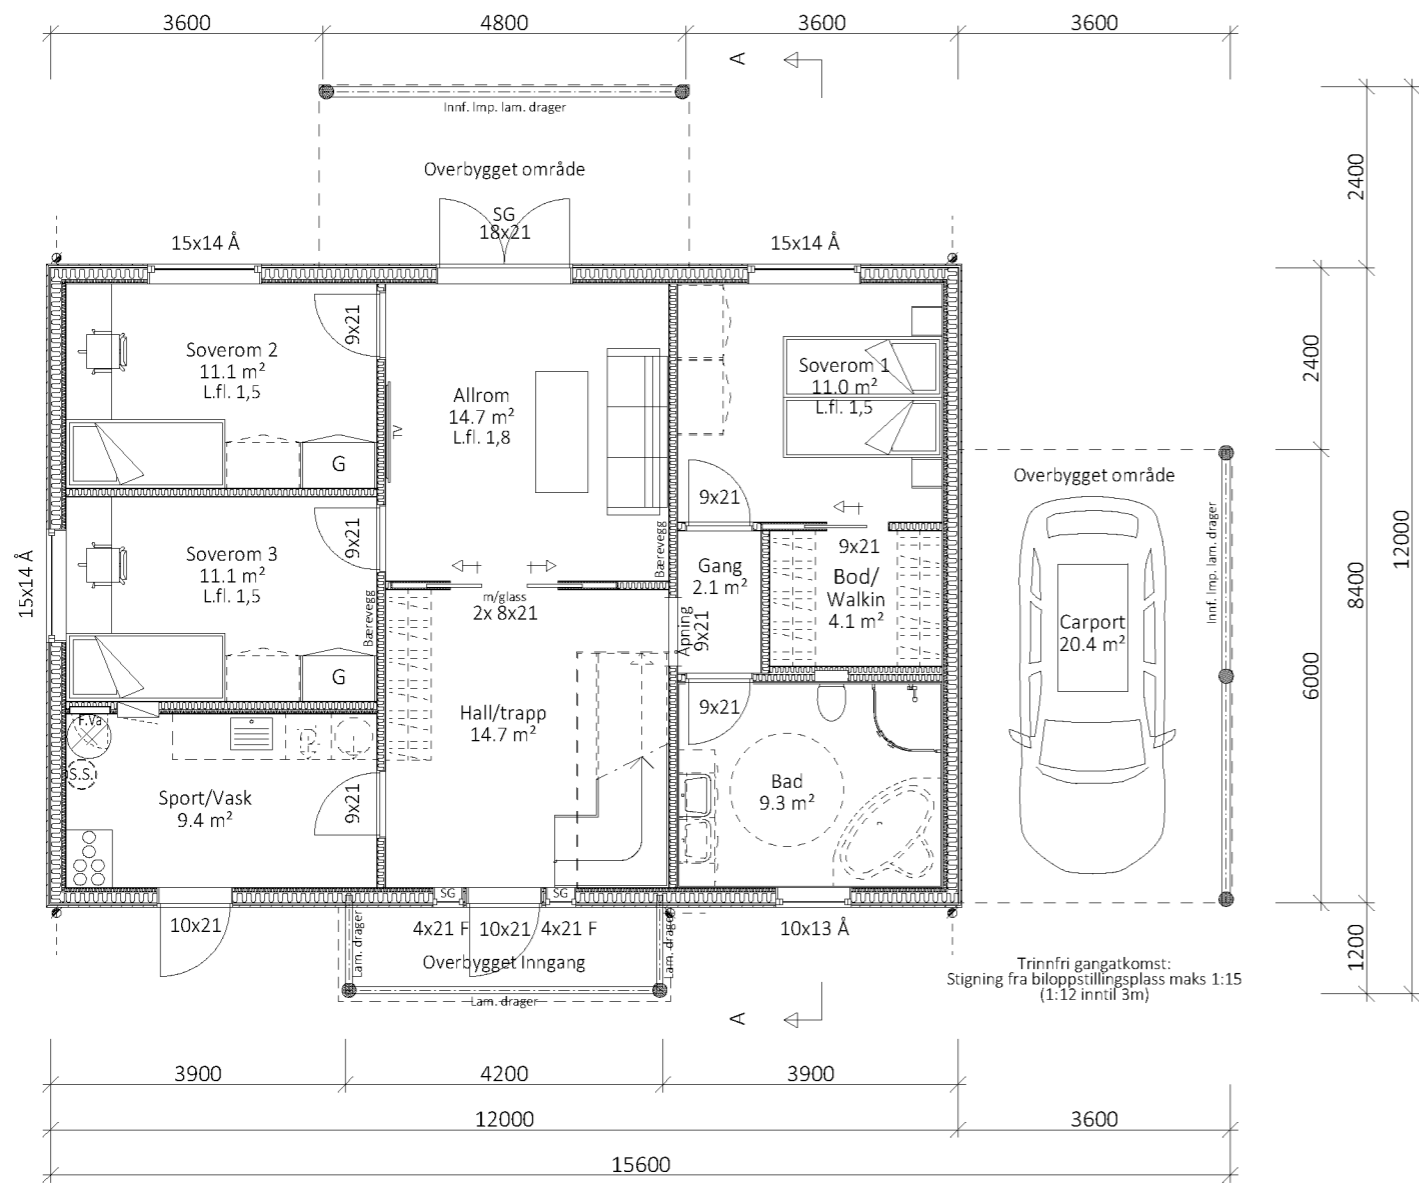 3600
4800
3600
3600
A
Innf. Imp. lam. drager
Overbygget område
SG
18x21
15x14 Å
15x14 Å
2400
2400
12000
8400
6000
1200
9x21
Soverom 2
11.1 m²
L.fl. 1,5
G
Allrom
14.7 m²
L.fl. 1,8
TV
Bærevegg
Soverom 1
11.0 m²
L.fl. 1,5
9x21
9x21
Overbygget område
Innf. Imp. lam. drager
Carport
20.4 m²
15x14 Å
9x21
Soverom 3
11.1 m²
L.fl. 1,5
Bærevegg
G
m/glass
2x 8x21
Gang
2.1 m²
Åpning
9x21
Bod/
Walkin
4.1 m²
F.Va
S.S.
Sport/Vask
9.4 m²
9x21
Hall/trapp
14.7 m²
9x21
Bad
9.3 m²
SG
SG
10x21
Lam. drager
4x21 F
10x21
4x21 F
Lam. drager
10x13 Å
Overbygget Inngang
Lam. drager
Trinnfri gangatkomst:
Stigning fra biloppstillingsplass maks 1:15
(1:12 inntil 3m)
A
3900
4200
3900
12000
3600
15600